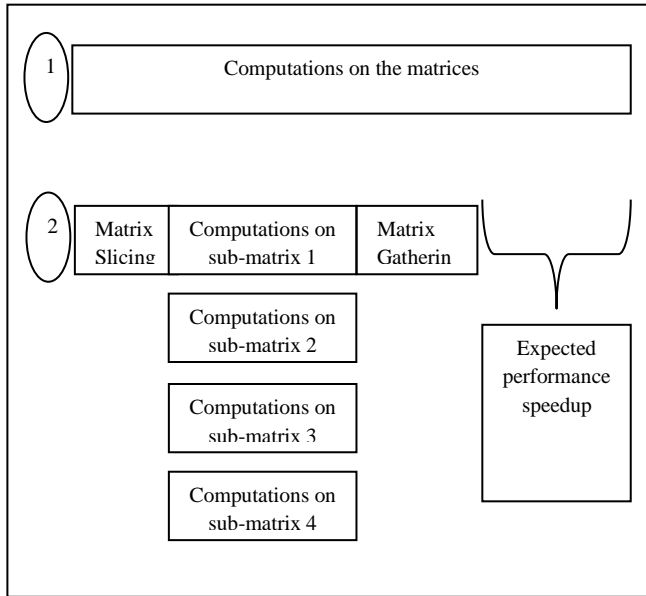 1
Computations on the matrices
2
Matrix
Slicing
Computations on
sub-matrix 1
Matrix
Gatherin
Computations on
sub-matrix 2
Computations on
sub-matrix 3
Computations on
sub-matrix 4
Expected
performance
speedup